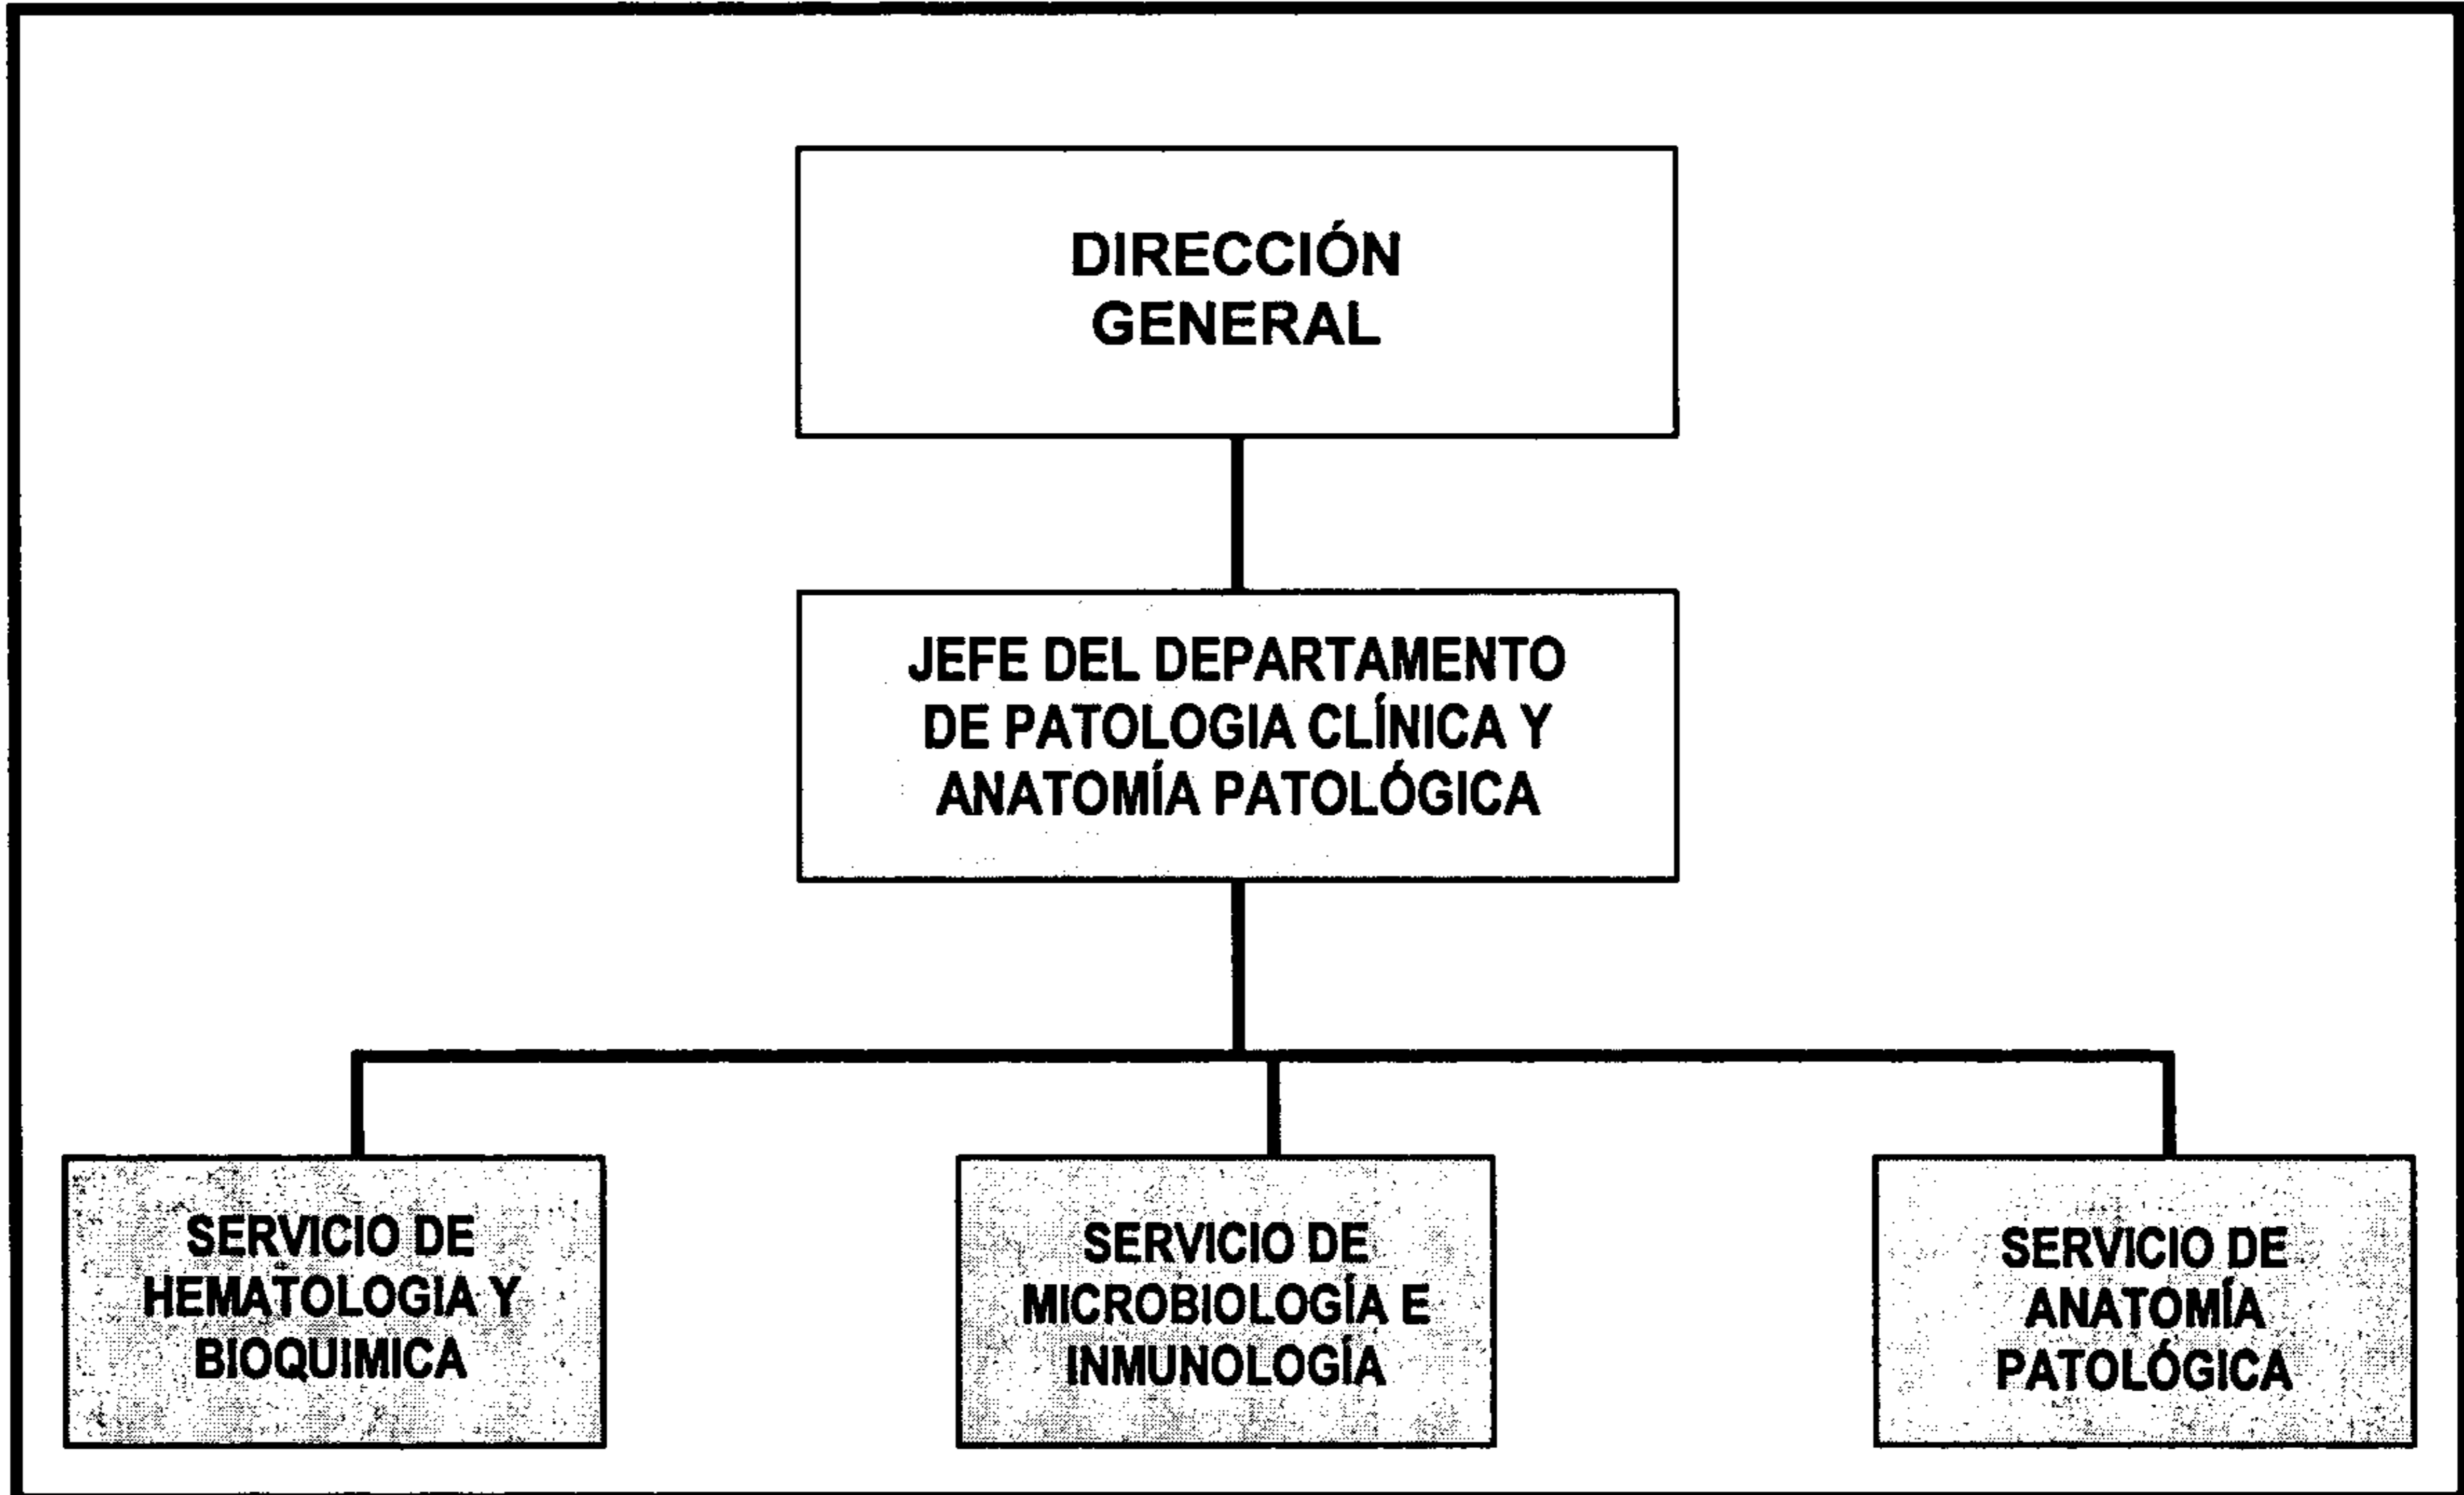 DIRECCIÓN
GENERAL
JEFE DEL DEPARTAMENTO
DE PATOLOGIA CLÍNICA Y
ANATOMÍA PATOLÓGICA
SERVICIO DE
HEMATOLOGIA Y
BIOQUIMICA
SERVICIO DE
MICROBIOLOGÍA E
INMUNOLOGÍA
SERVICIO DE
ANATOMÍA
PATOLÓGICA